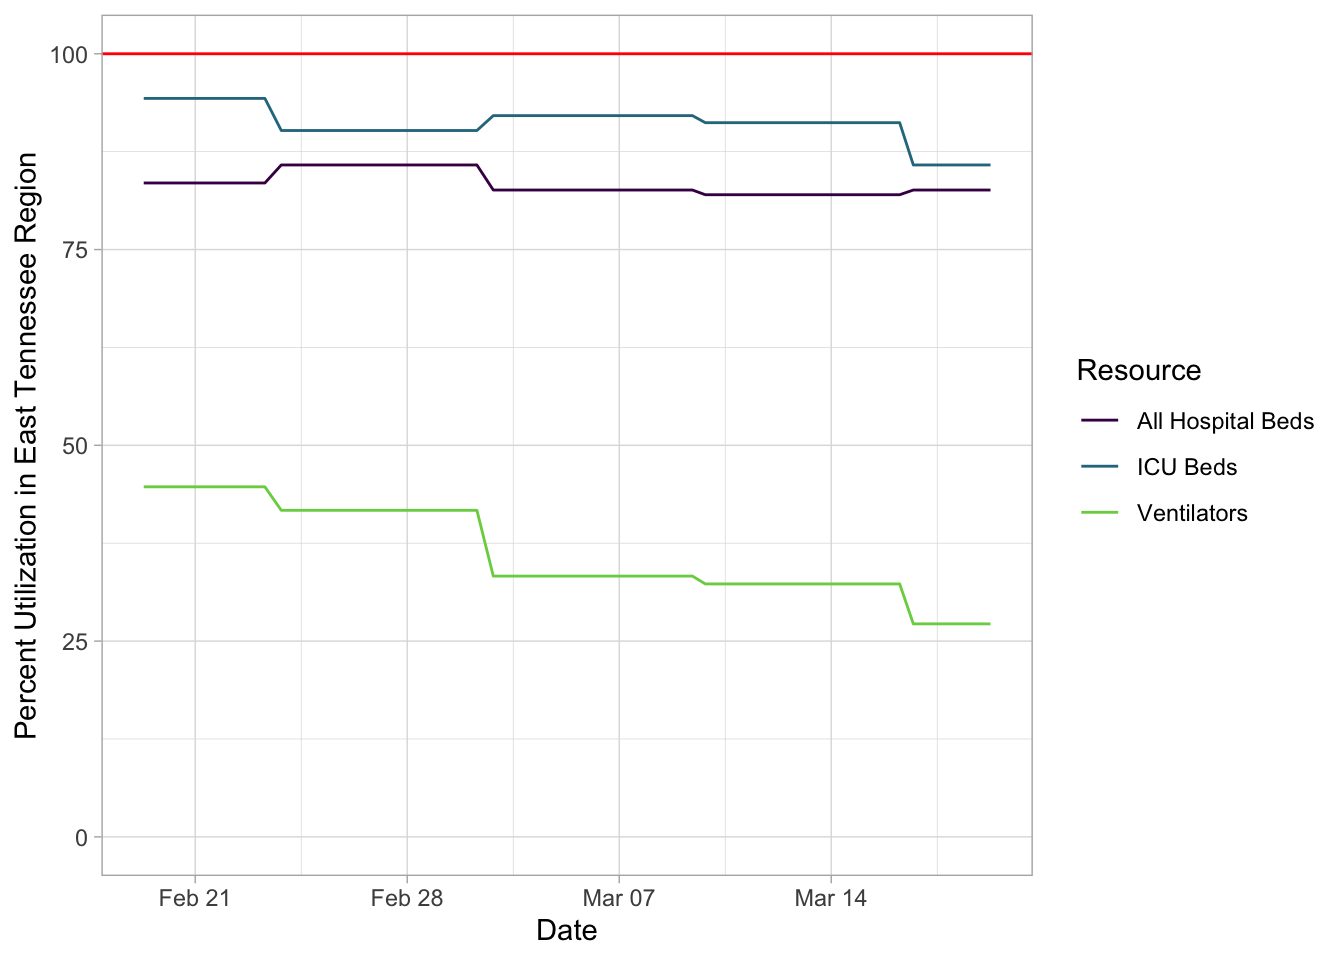 Percent Utilization in East Tennessee Region
100
75
50
25
0
Feb 21
Feb 28
Mar 07
Mar 14
Date
Resource
All Hospital Beds
ICU Beds
Ventilators